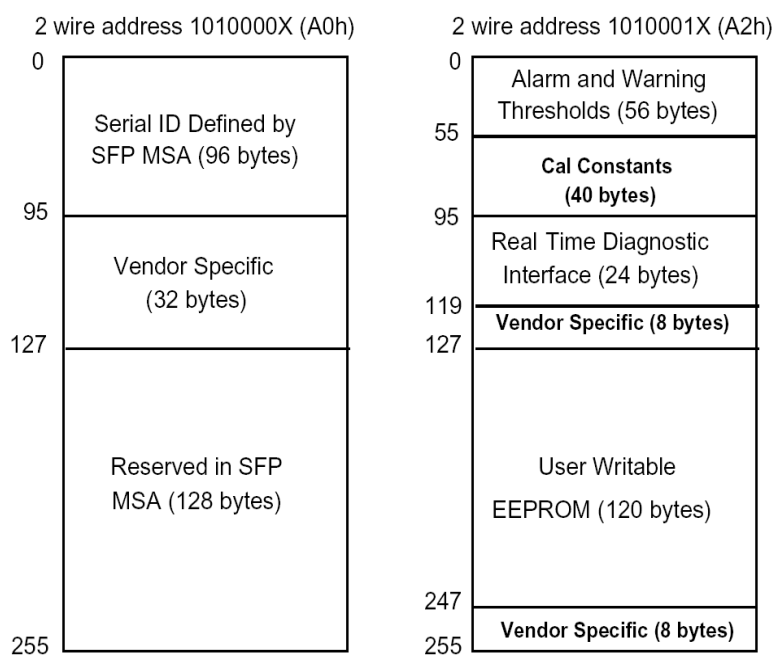 2 wire address 1010000X (A0h)
0
Serial ID Defined by
SFP MSA (96 bytes)
95
Vendor Specific
(32 bytes)
127
Reserved in SFP
MSA (128 bytes)
255
2 wire address 1010001X (A2h)
0
Alarm and Warning
Thresholds (56 bytes)
55
Cal Constants
(40 bytes)
95
Real Time Diagnostic
Interface (24 bytes)
119
Vendor Specific (8 bytes)
127
User Writable
EEPROM (120 bytes)
247
Vendor Specific (8 bytes)
255